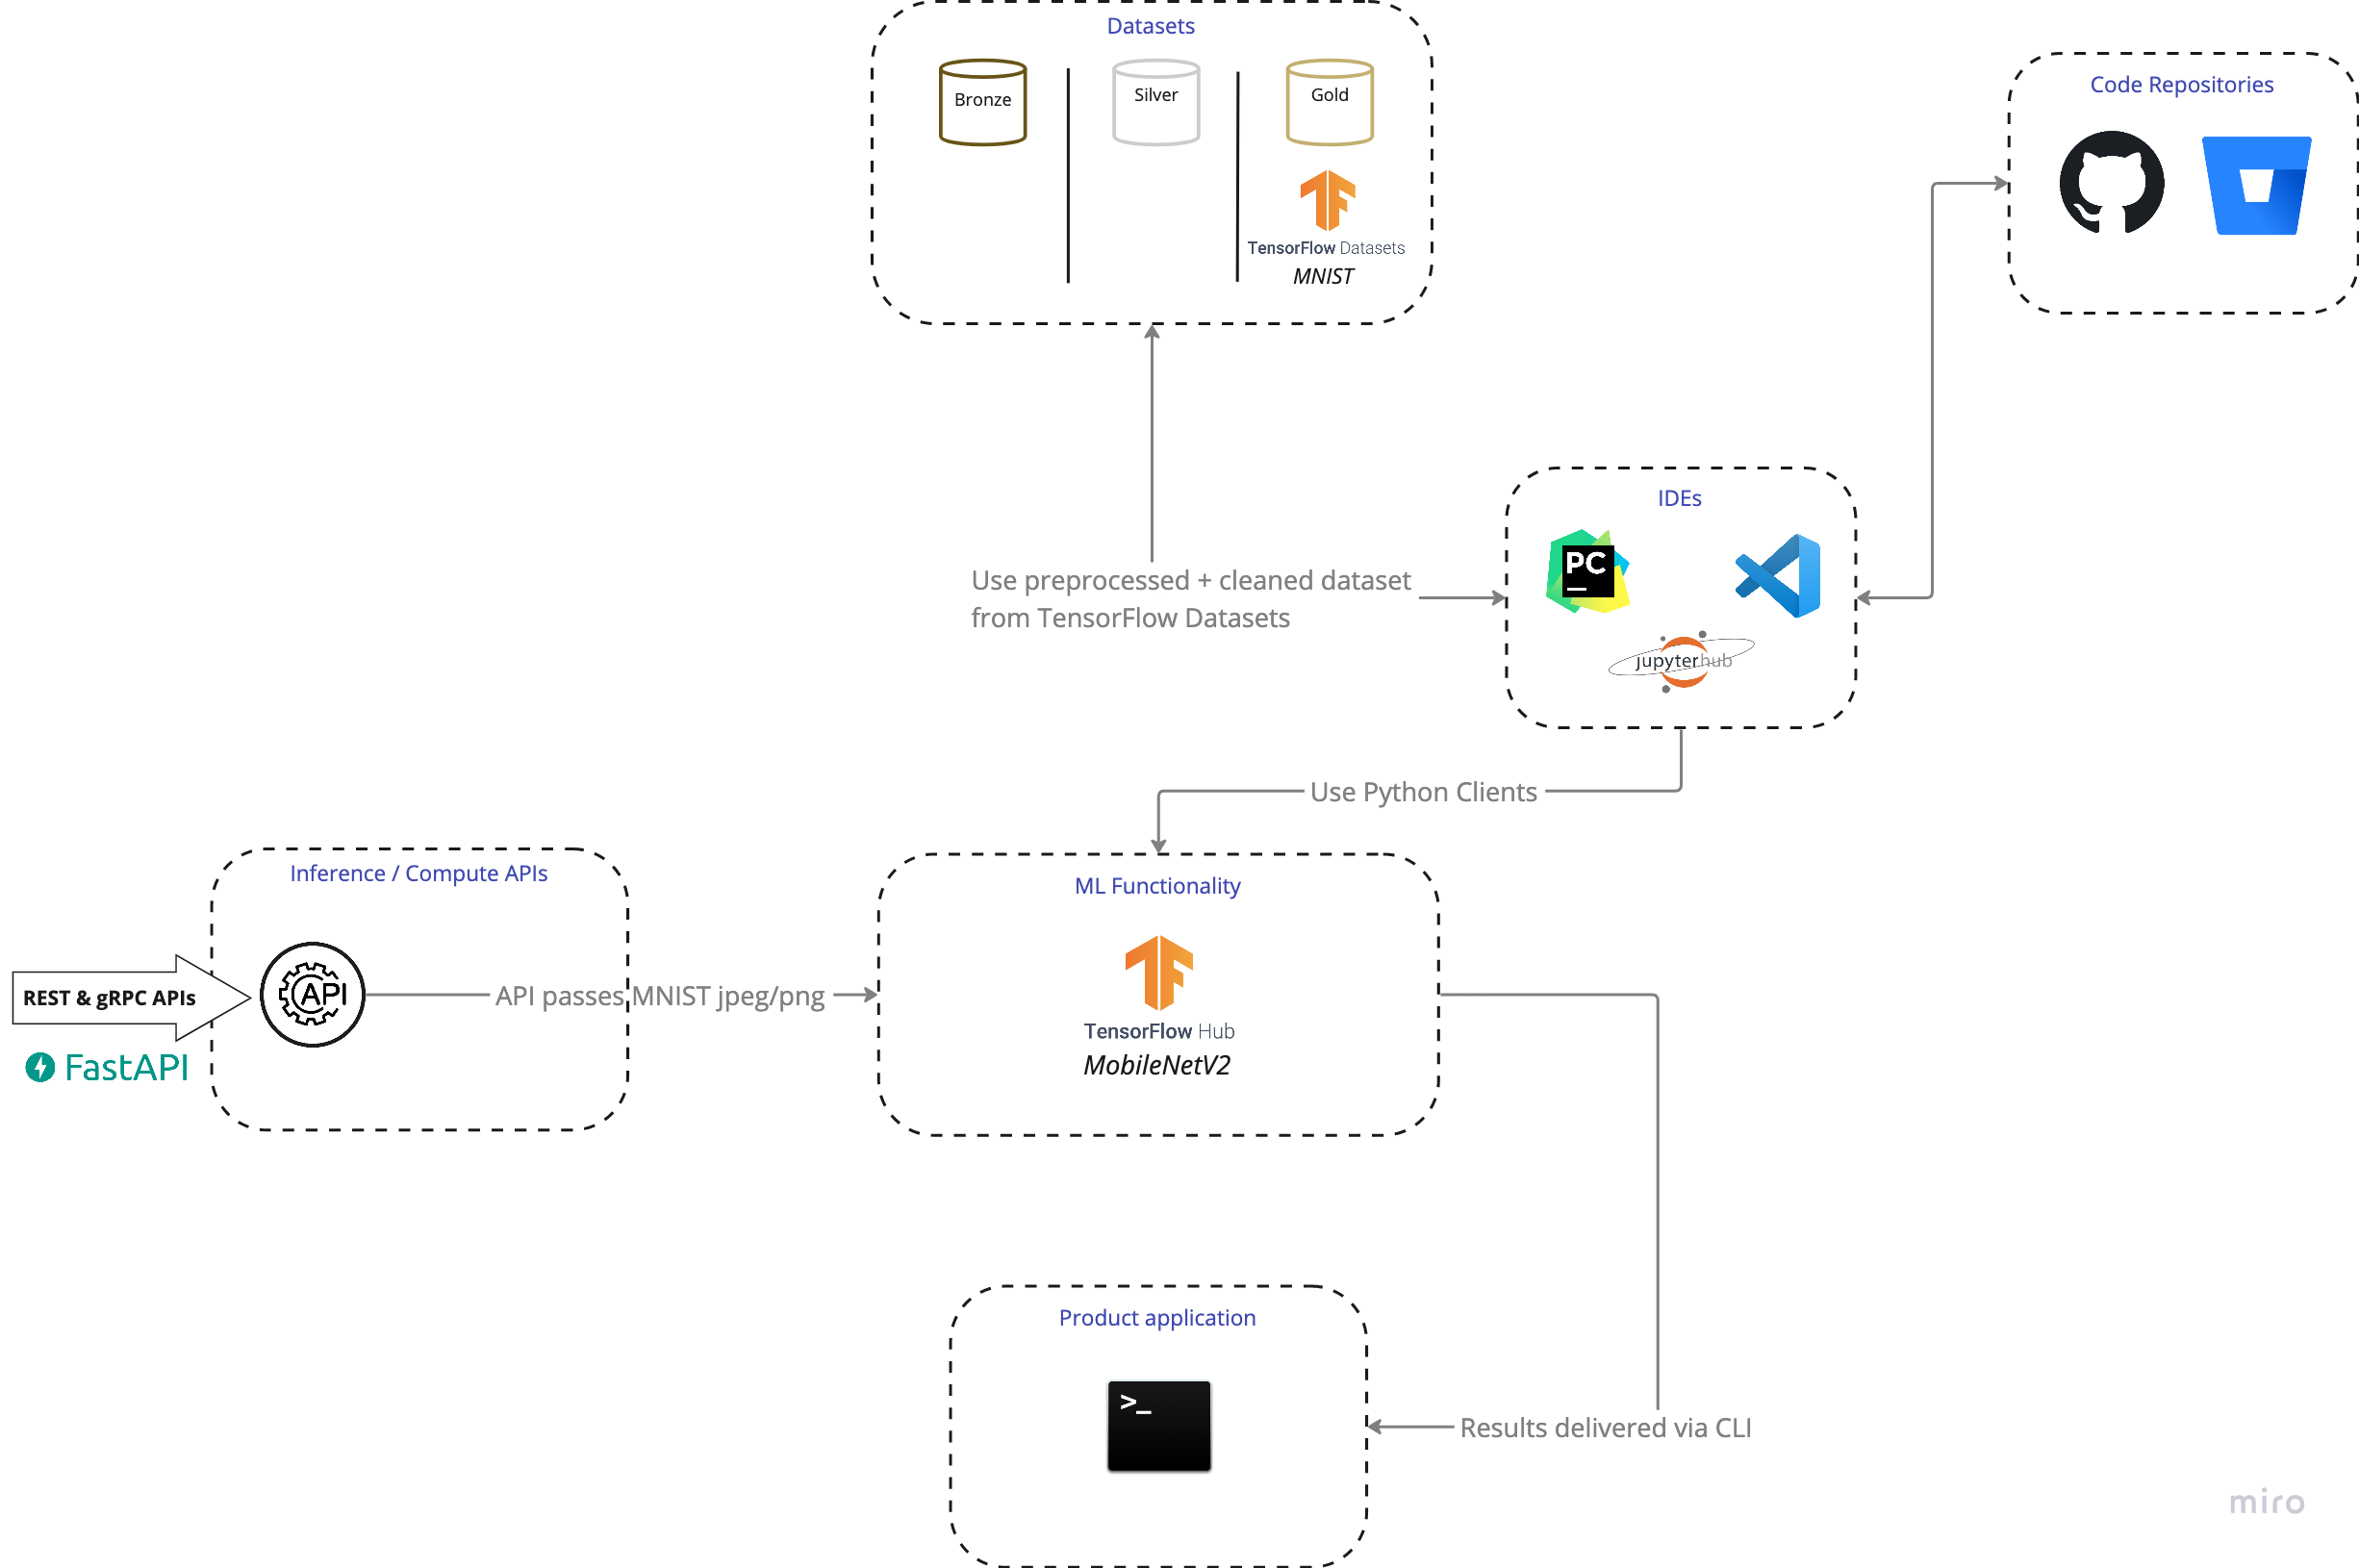 Datasets
Bronze
Silver
Gold
TensorFlow Datasets
MNIST
Code Repositories
Use preprocessed + cleaned dataset
from TensorFlow Datasets
IDEs
PC
jupyterhub
Use Python Clients
Inference / Compute APIs
REST & gRPC APIs
API
FastAPI
API passes MNIST jpeg/png
ML Functionality
TensorFlow Hub
MobileNetV2
Product application
>_
Results delivered via CLI
miro